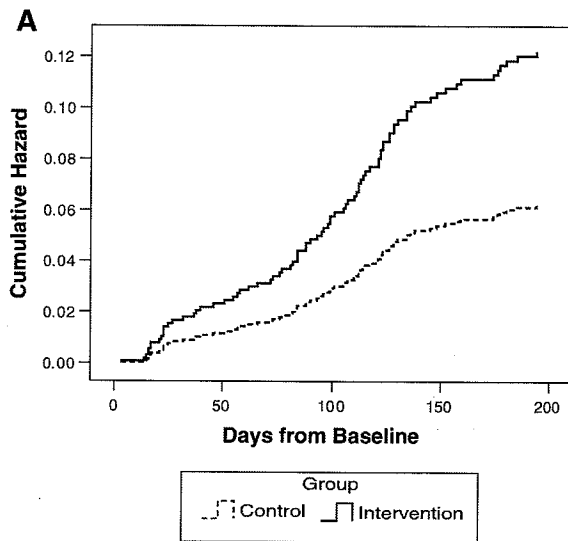 A
0.12
0.10
0.08
0.06
0.04
0.02
0.00
Cumulative Hazard
0 50 100 150 200
Days from Baseline
Group
Control Intervention